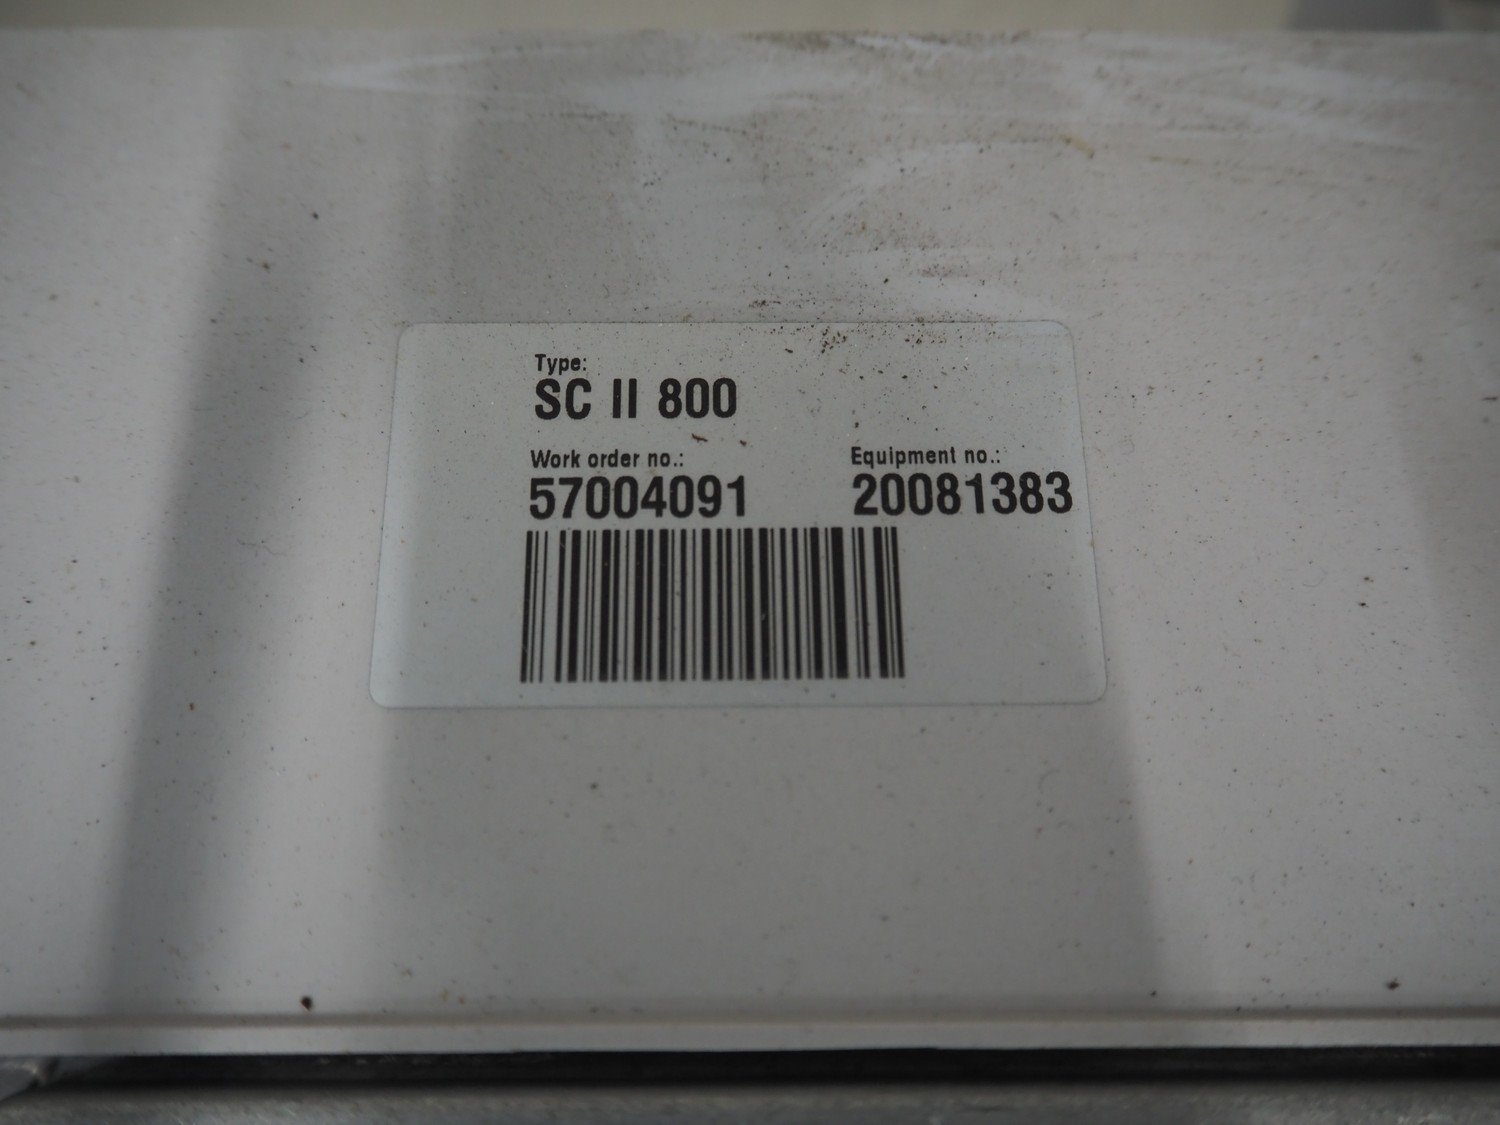 Type:
SC II 800
Work order no.: Equipment no.:
57004091 20081383